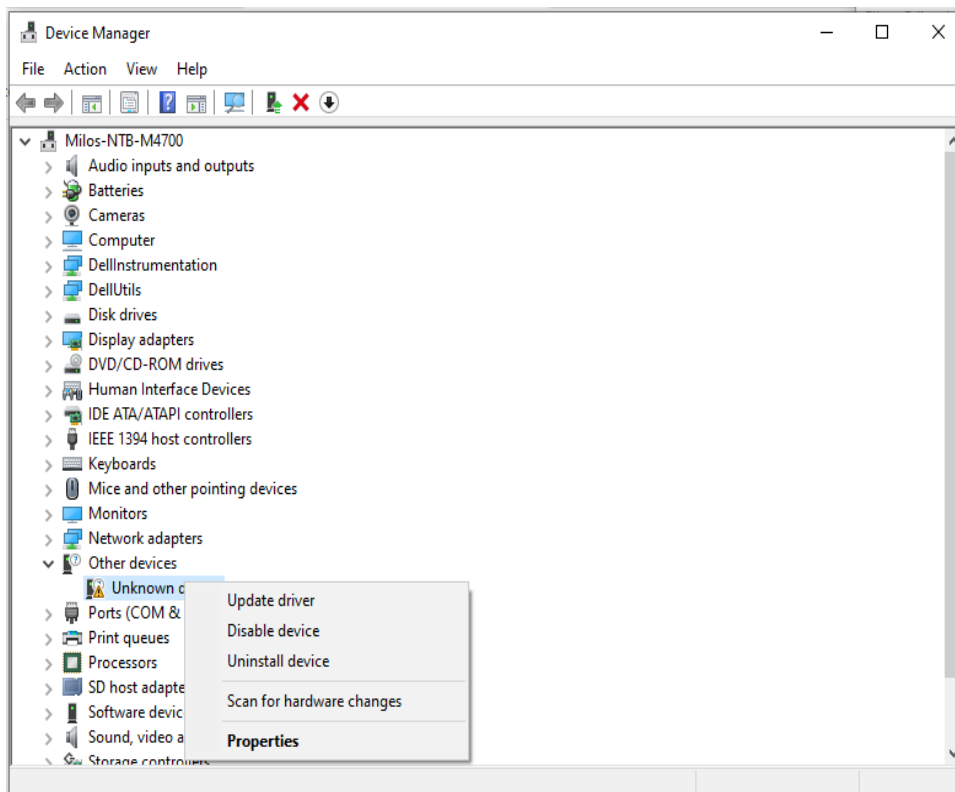 Device Manager
File Action View Help
Milos-NTB-M4700
Audio inputs and outputs
Batteries
Cameras
Computer
DellInstrumentation
DellUtils
Disk drives
Display adapters
DVD/CD-ROM drives
Human Interface Devices
IDE ATA/ATAPI controllers
IEEE 1394 host controllers
Keyboards
Mice and other pointing devices
Monitors
Network adapters
Other devices
Unknown d
Ports (COM &
Print queues
Processors
SD host adapte
Software devic
Sound, video a
Storage controllers
Update driver
Disable device
Uninstall device
Scan for hardware changes
Properties